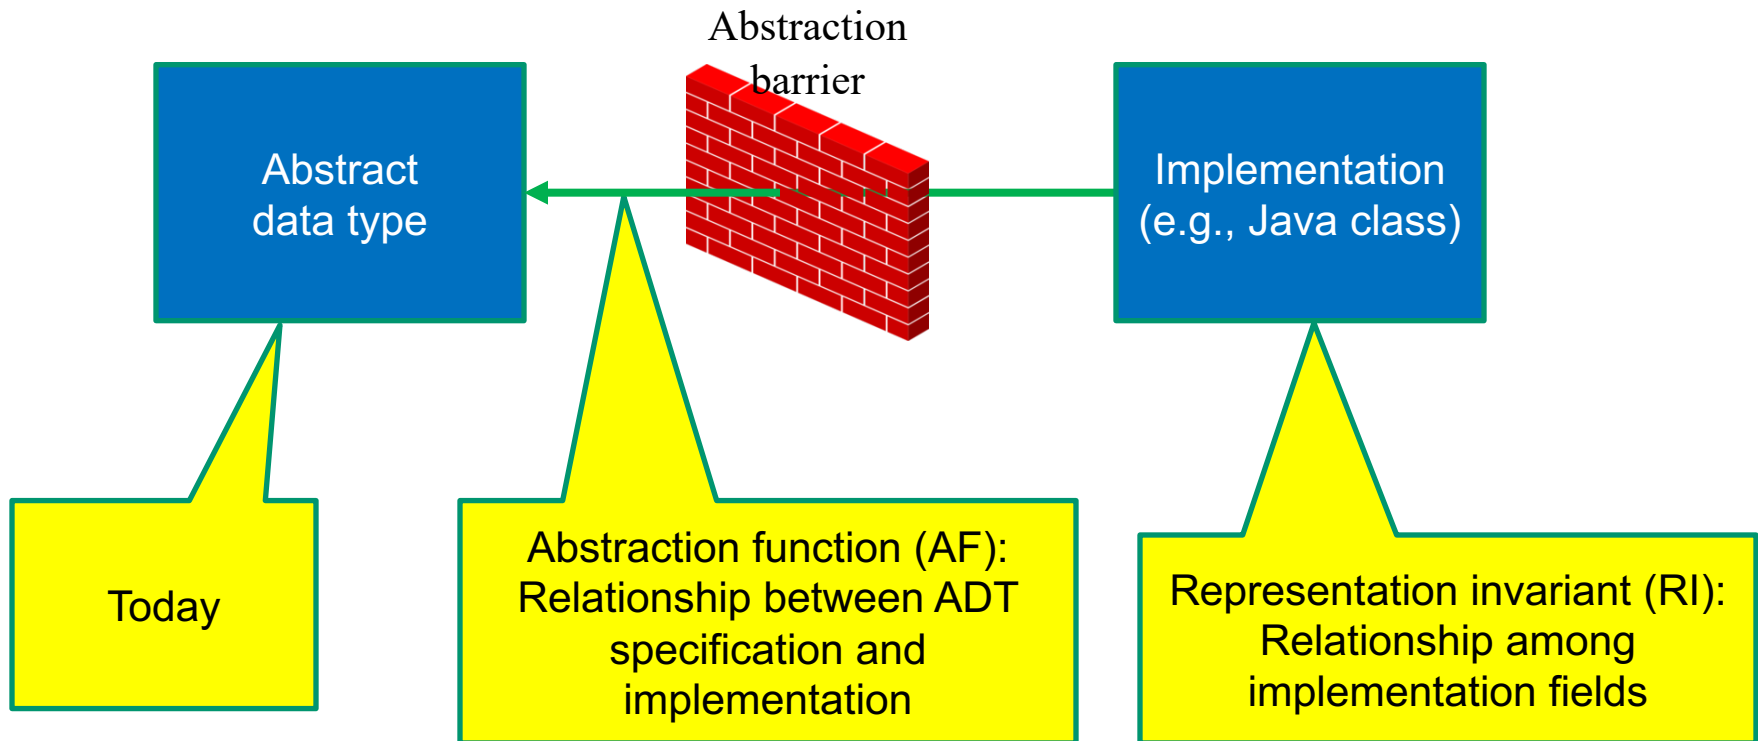 Abstraction
barrier
Abstract
data type
Implementation
(e.g., Java class)
Today
Abstraction function (AF):
Relationship between ADT
specification and
implementation
Representation invariant (RI):
Relationship among
implementation fields